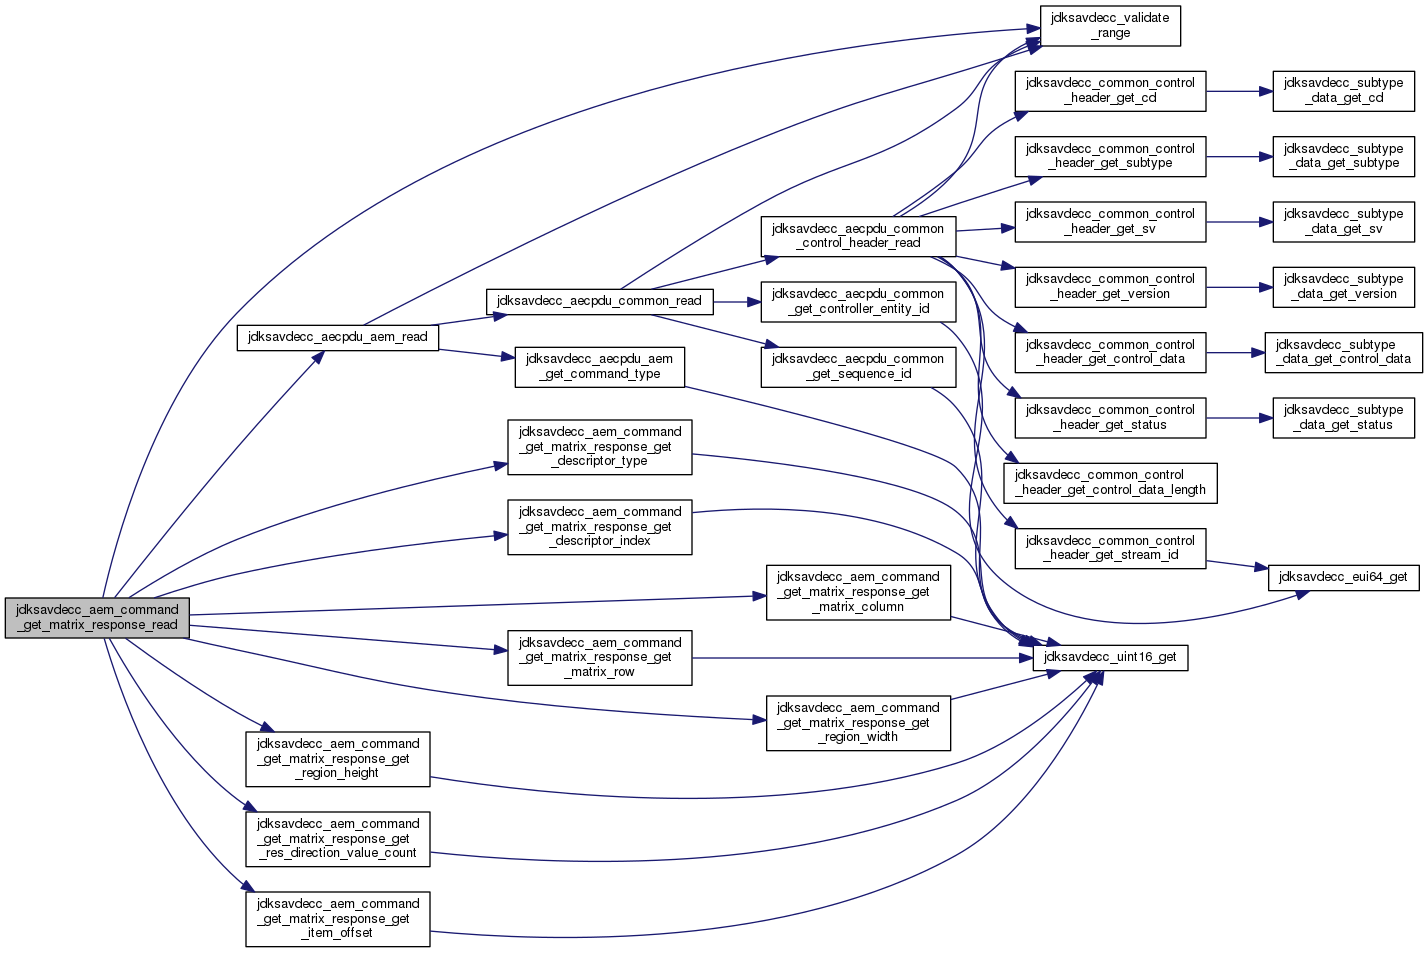 jdksavdecc_validate
_range
jdksavdecc_common_control
_header_get_cd
jdksavdecc_subtype
_data_get_cd
jdksavdecc_common_control
_header_get_subtype
jdksavdecc_subtype
_data_get_subtype
jdksavdecc_aecpdu_common
_control_header_read
jdksavdecc_common_control
_header_get_sv
jdksavdecc_subtype
_data_get_sv
jdksavdecc_common_control
_header_get_version
jdksavdecc_subtype
_data_get_version
jdksavdecc_aecpdu_common_read
jdksavdecc_aecpdu_common
_get_controller_entity_id
jdksavdecc_aecpdu_aem_read
jdksavdecc_common_control
_header_get_control_data
jdksavdecc_subtype
_data_get_control_data
jdksavdecc_aecpdu_aem
_get_command_type
jdksavdecc_aecpdu_common
_get_sequence_id
jdksavdecc_common_control
_header_get_status
jdksavdecc_subtype
_data_get_status
jdksavdecc_aem_command
_get_matrix_response_get
_descriptor_type
jdksavdecc_common_control
_header_get_control_data_length
jdksavdecc_aem_command
_get_matrix_response_get
_descriptor_index
jdksavdecc_common_control
_header_get_stream_id
jdksavdecc_eui64_get
jdksavdecc_aem_command
_get_matrix_response_get
_matrix_column
jdksavdecc_aem_command
_get_matrix_response_read
jdksavdecc_aem_command
_get_matrix_response_get
_matrix_row
jdksavdecc_uint16_get
jdksavdecc_aem_command
_get_matrix_response_get
_region_width
jdksavdecc_aem_command
_get_matrix_response_get
_region_height
jdksavdecc_aem_command
_get_matrix_response_get
_res_direction_value_count
jdksavdecc_aem_command
_get_matrix_response_get
_item_offset